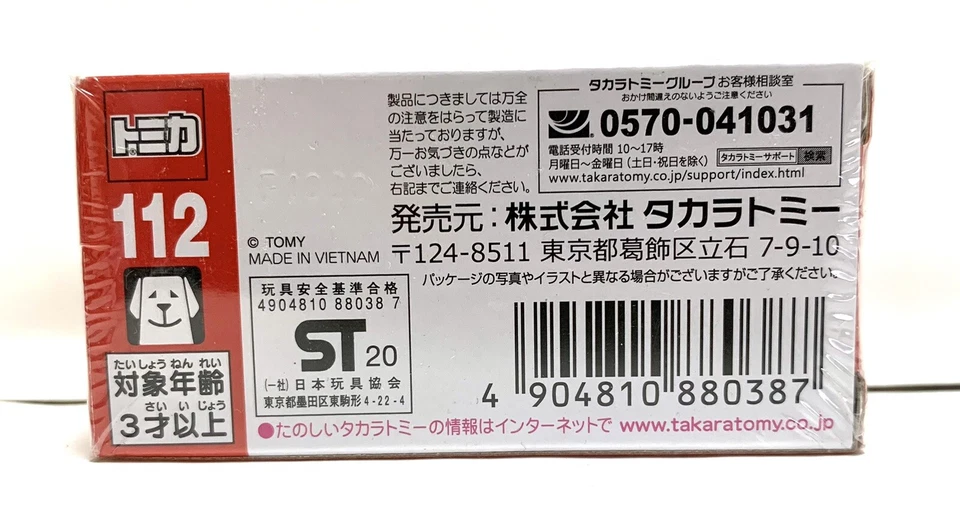 トミカ
112
たいしょう ねん れい
対象年齢
さい い じょう
3才以上
製品につきましては万全
の注意をはらって製造に
当たっておりますが、
万一お気づきの点などが
ございましたら、
右記までご連絡ください。
タカラトミーグループ お客様相談室
おかけ間違えのないようご注意ください
0570-041031
電話受付時間 10～17時
月曜日～金曜日 (土日・祝日を除く)
タカラトミーサポート 検索
www.takaratomy.co.jp/support/index.html
発売元：株式会社 タカラトミー
〒124-8511 東京都葛飾区立石 7-9-10
パッケージの写真やイラストと異なる場合がございますがご了承ください。
© TOMY
MADE IN VIETNAM
玩具安全基準合格
4904810 88038 7
ST 20
(一社) 日本玩具協会
東京都墨田区東駒形 4-22-4
4 904810 880387
●たのしいタカラトミーの情報はインターネットで www.takaratomy.co.jp